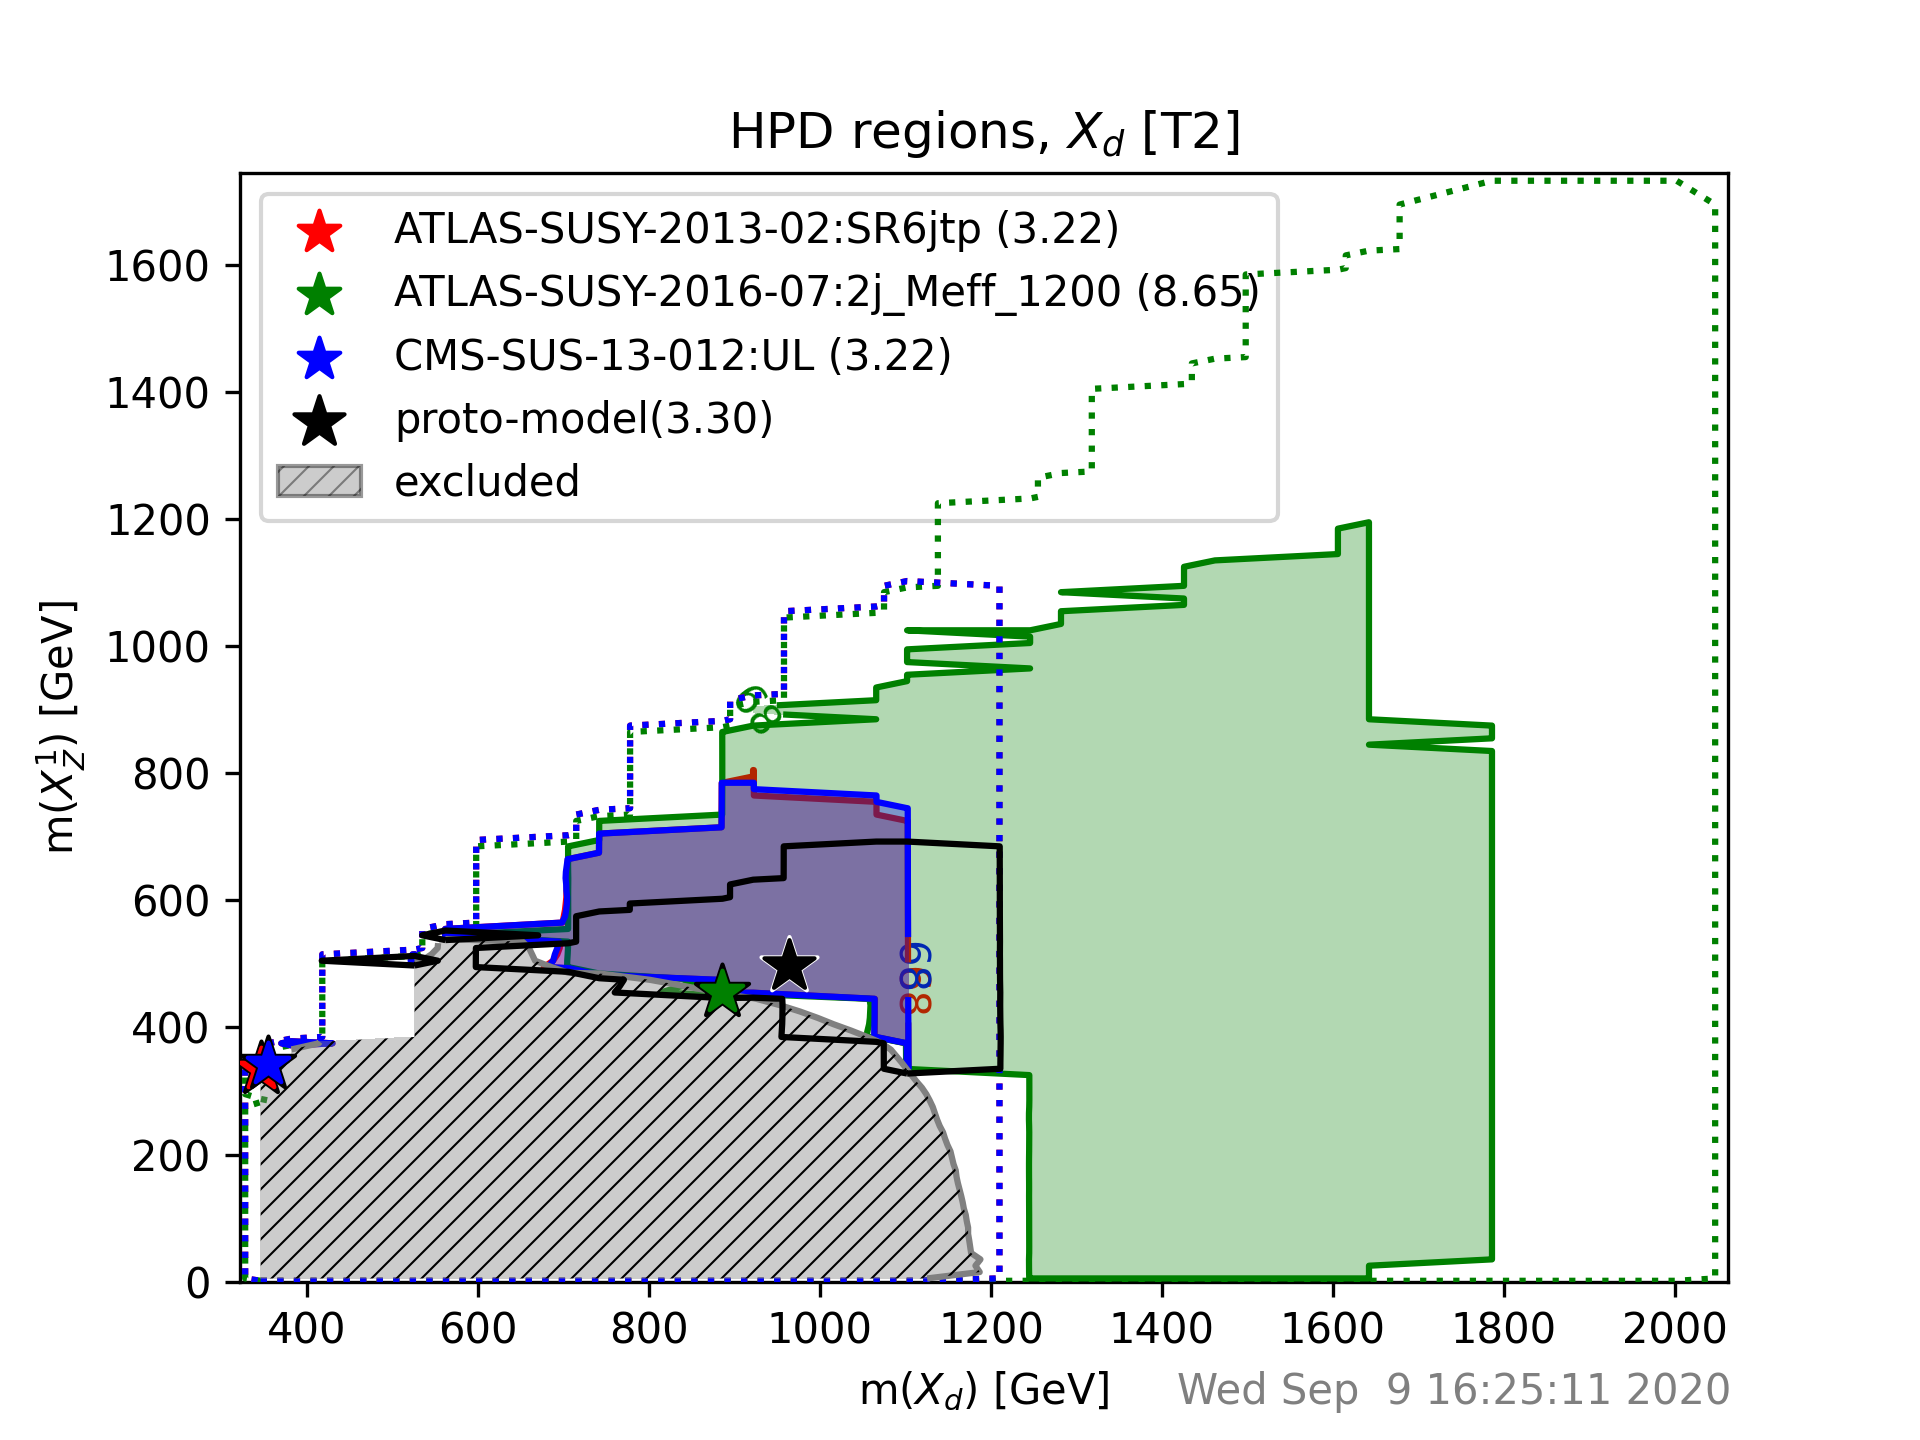 HPD regions, X_d [T2]
ATLAS-SUSY-2013-02:SR6jtp (3.22)
ATLAS-SUSY-2016-07:2j_Meff_1200 (8.65)
CMS-SUS-13-012:UL (3.22)
proto-model(3.30)
excluded
m(X_Z^1) [GeV]
1600
1400
1200
1000
800
600
400
200
0
400 600 800 1000 1200 1400 1600 1800 2000
m(X_d) [GeV]
Wed Sep  9 16:25:11 2020